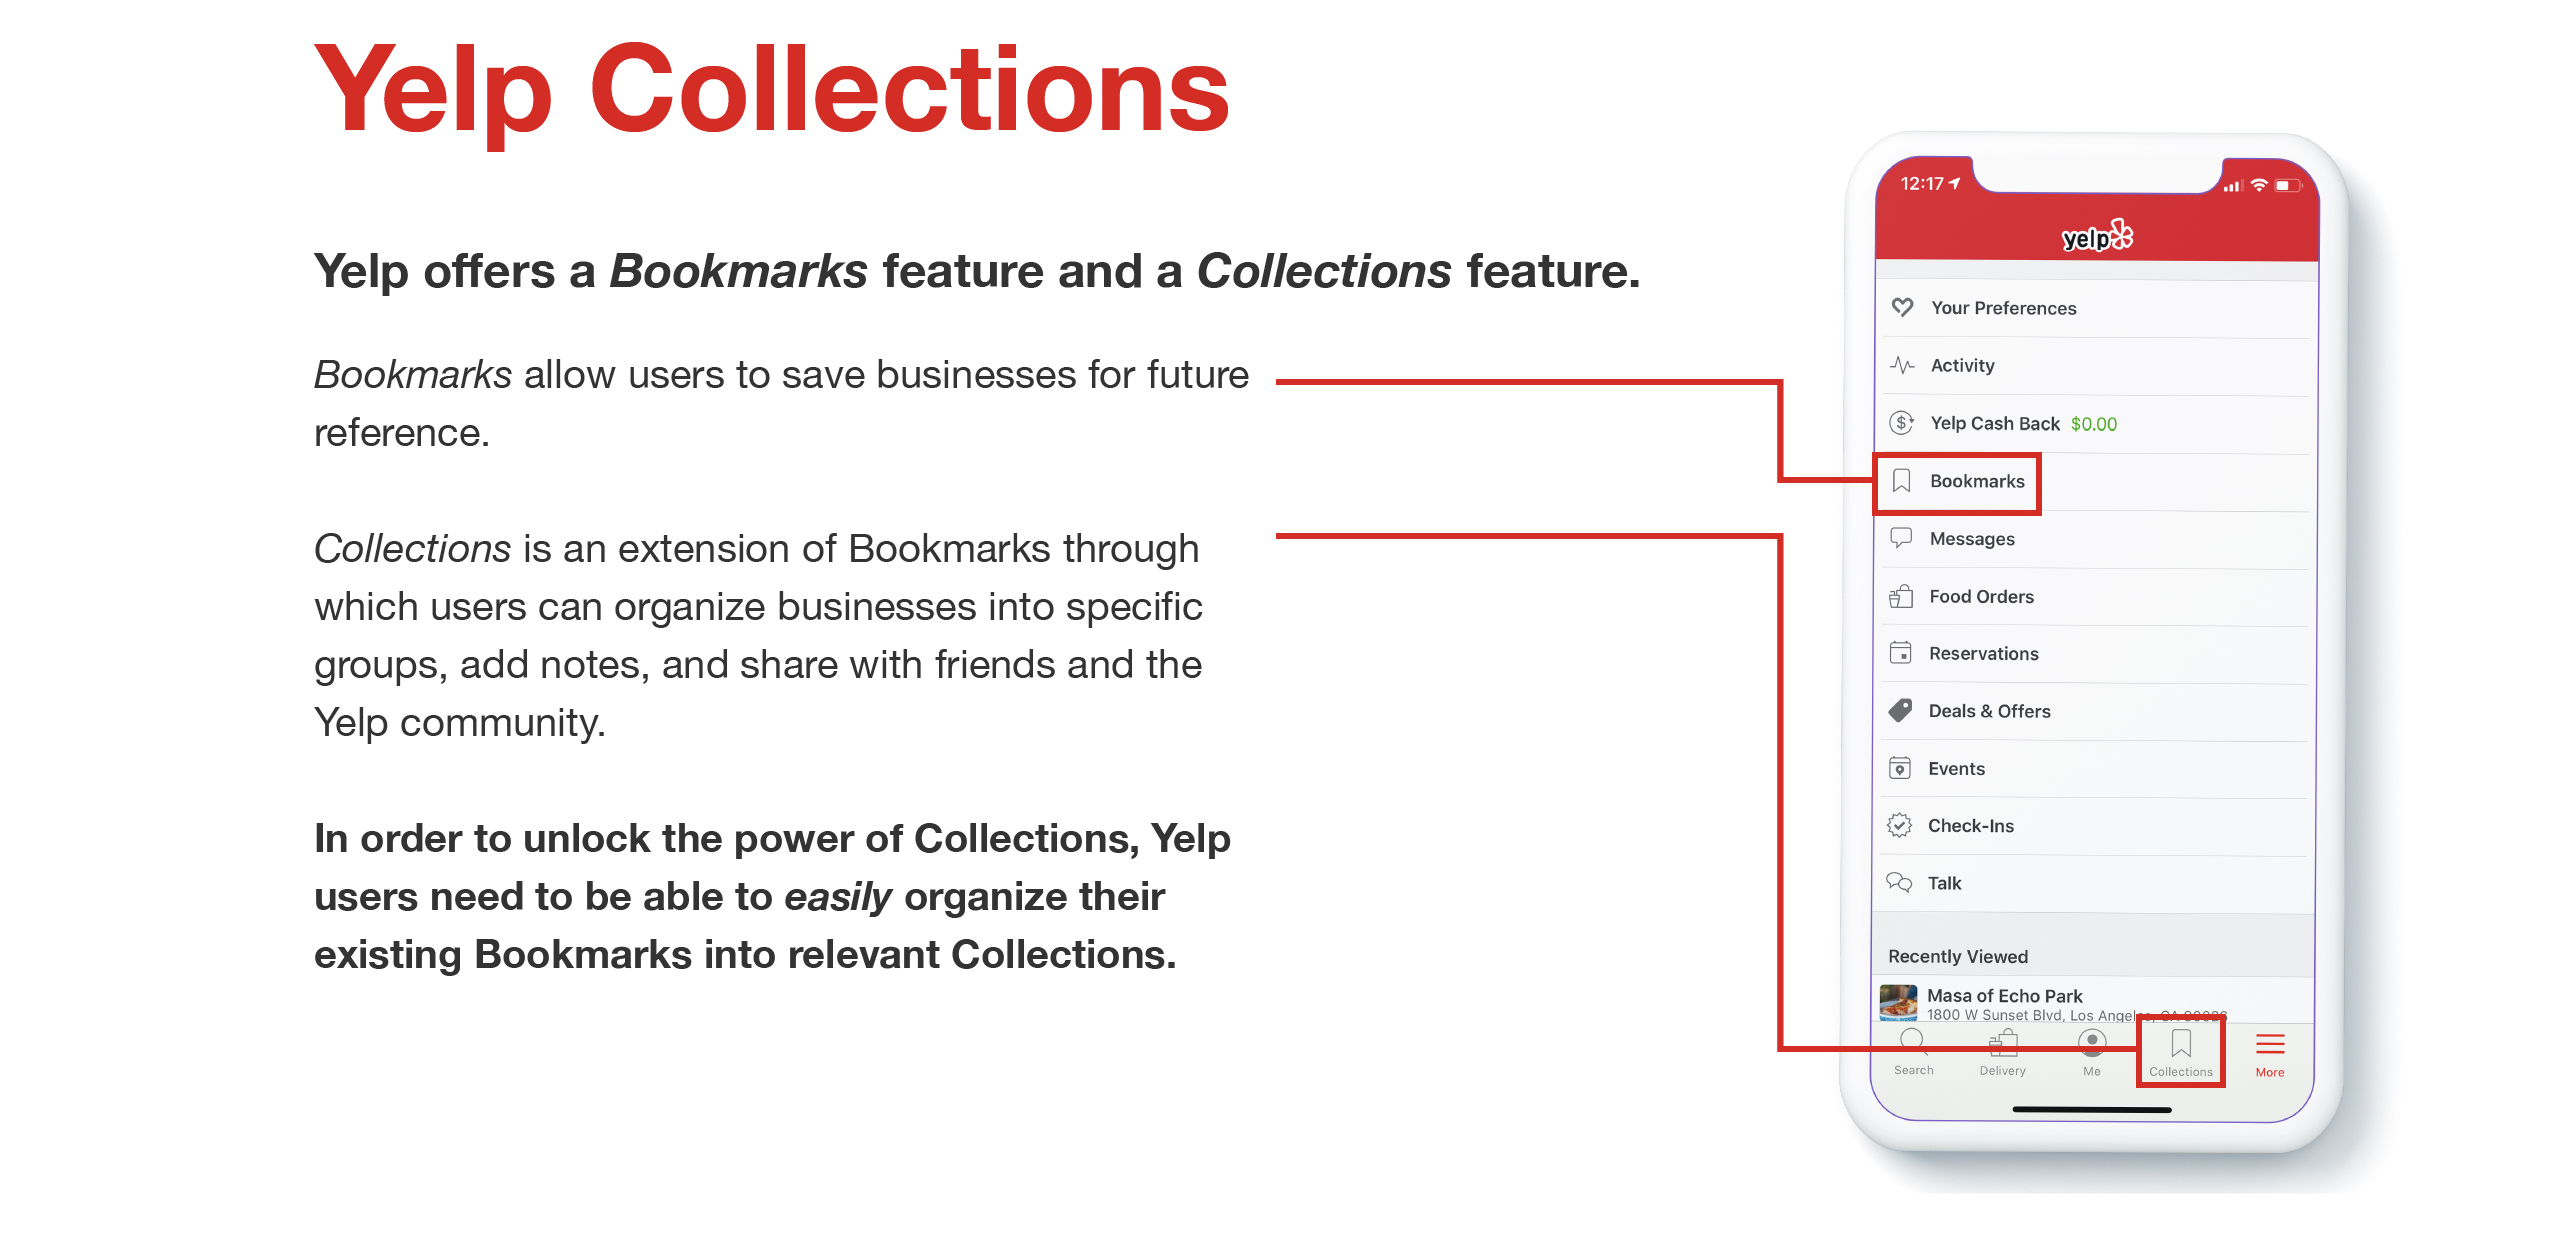 Yelp Collections
Yelp offers a Bookmarks feature and a Collections feature.
Bookmarks allow users to save businesses for future
reference.
Collections is an extension of Bookmarks through
which users can organize businesses into specific
groups, add notes, and share with friends and the
Yelp community.
In order to unlock the power of Collections, Yelp
users need to be able to easily organize their
existing Bookmarks into relevant Collections.
12:17
yelp
Your Preferences
Activity
Yelp Cash Back $0.00
Bookmarks
Messages
Food Orders
Reservations
Deals & Offers
Events
Check-Ins
Talk
Recently Viewed
Masa of Echo Park
1800 W Sunset Blvd, Los Angeles, CA 90026
Search
Delivery
Me
Collections
More